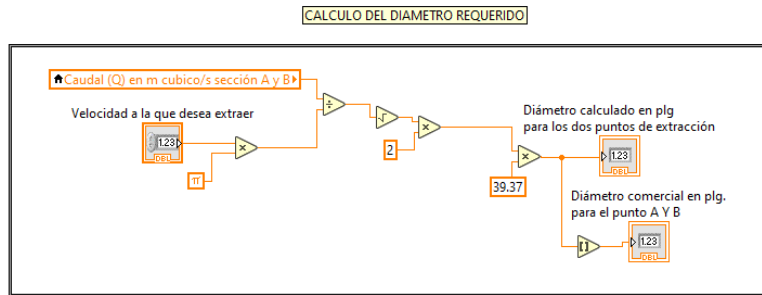 CALCULO DEL DIAMETRO REQUERIDO
Caudal (Q) en m cubico/s sección A y B
Velocidad a la que desea extraer
1.23
DBL
π
÷
√
×
2
×
×
39.37
Diámetro calculado en plg
para los dos puntos de extracción
1.23
DBL
Diámetro comercial en plg.
para el punto A Y B
1.23
DBL